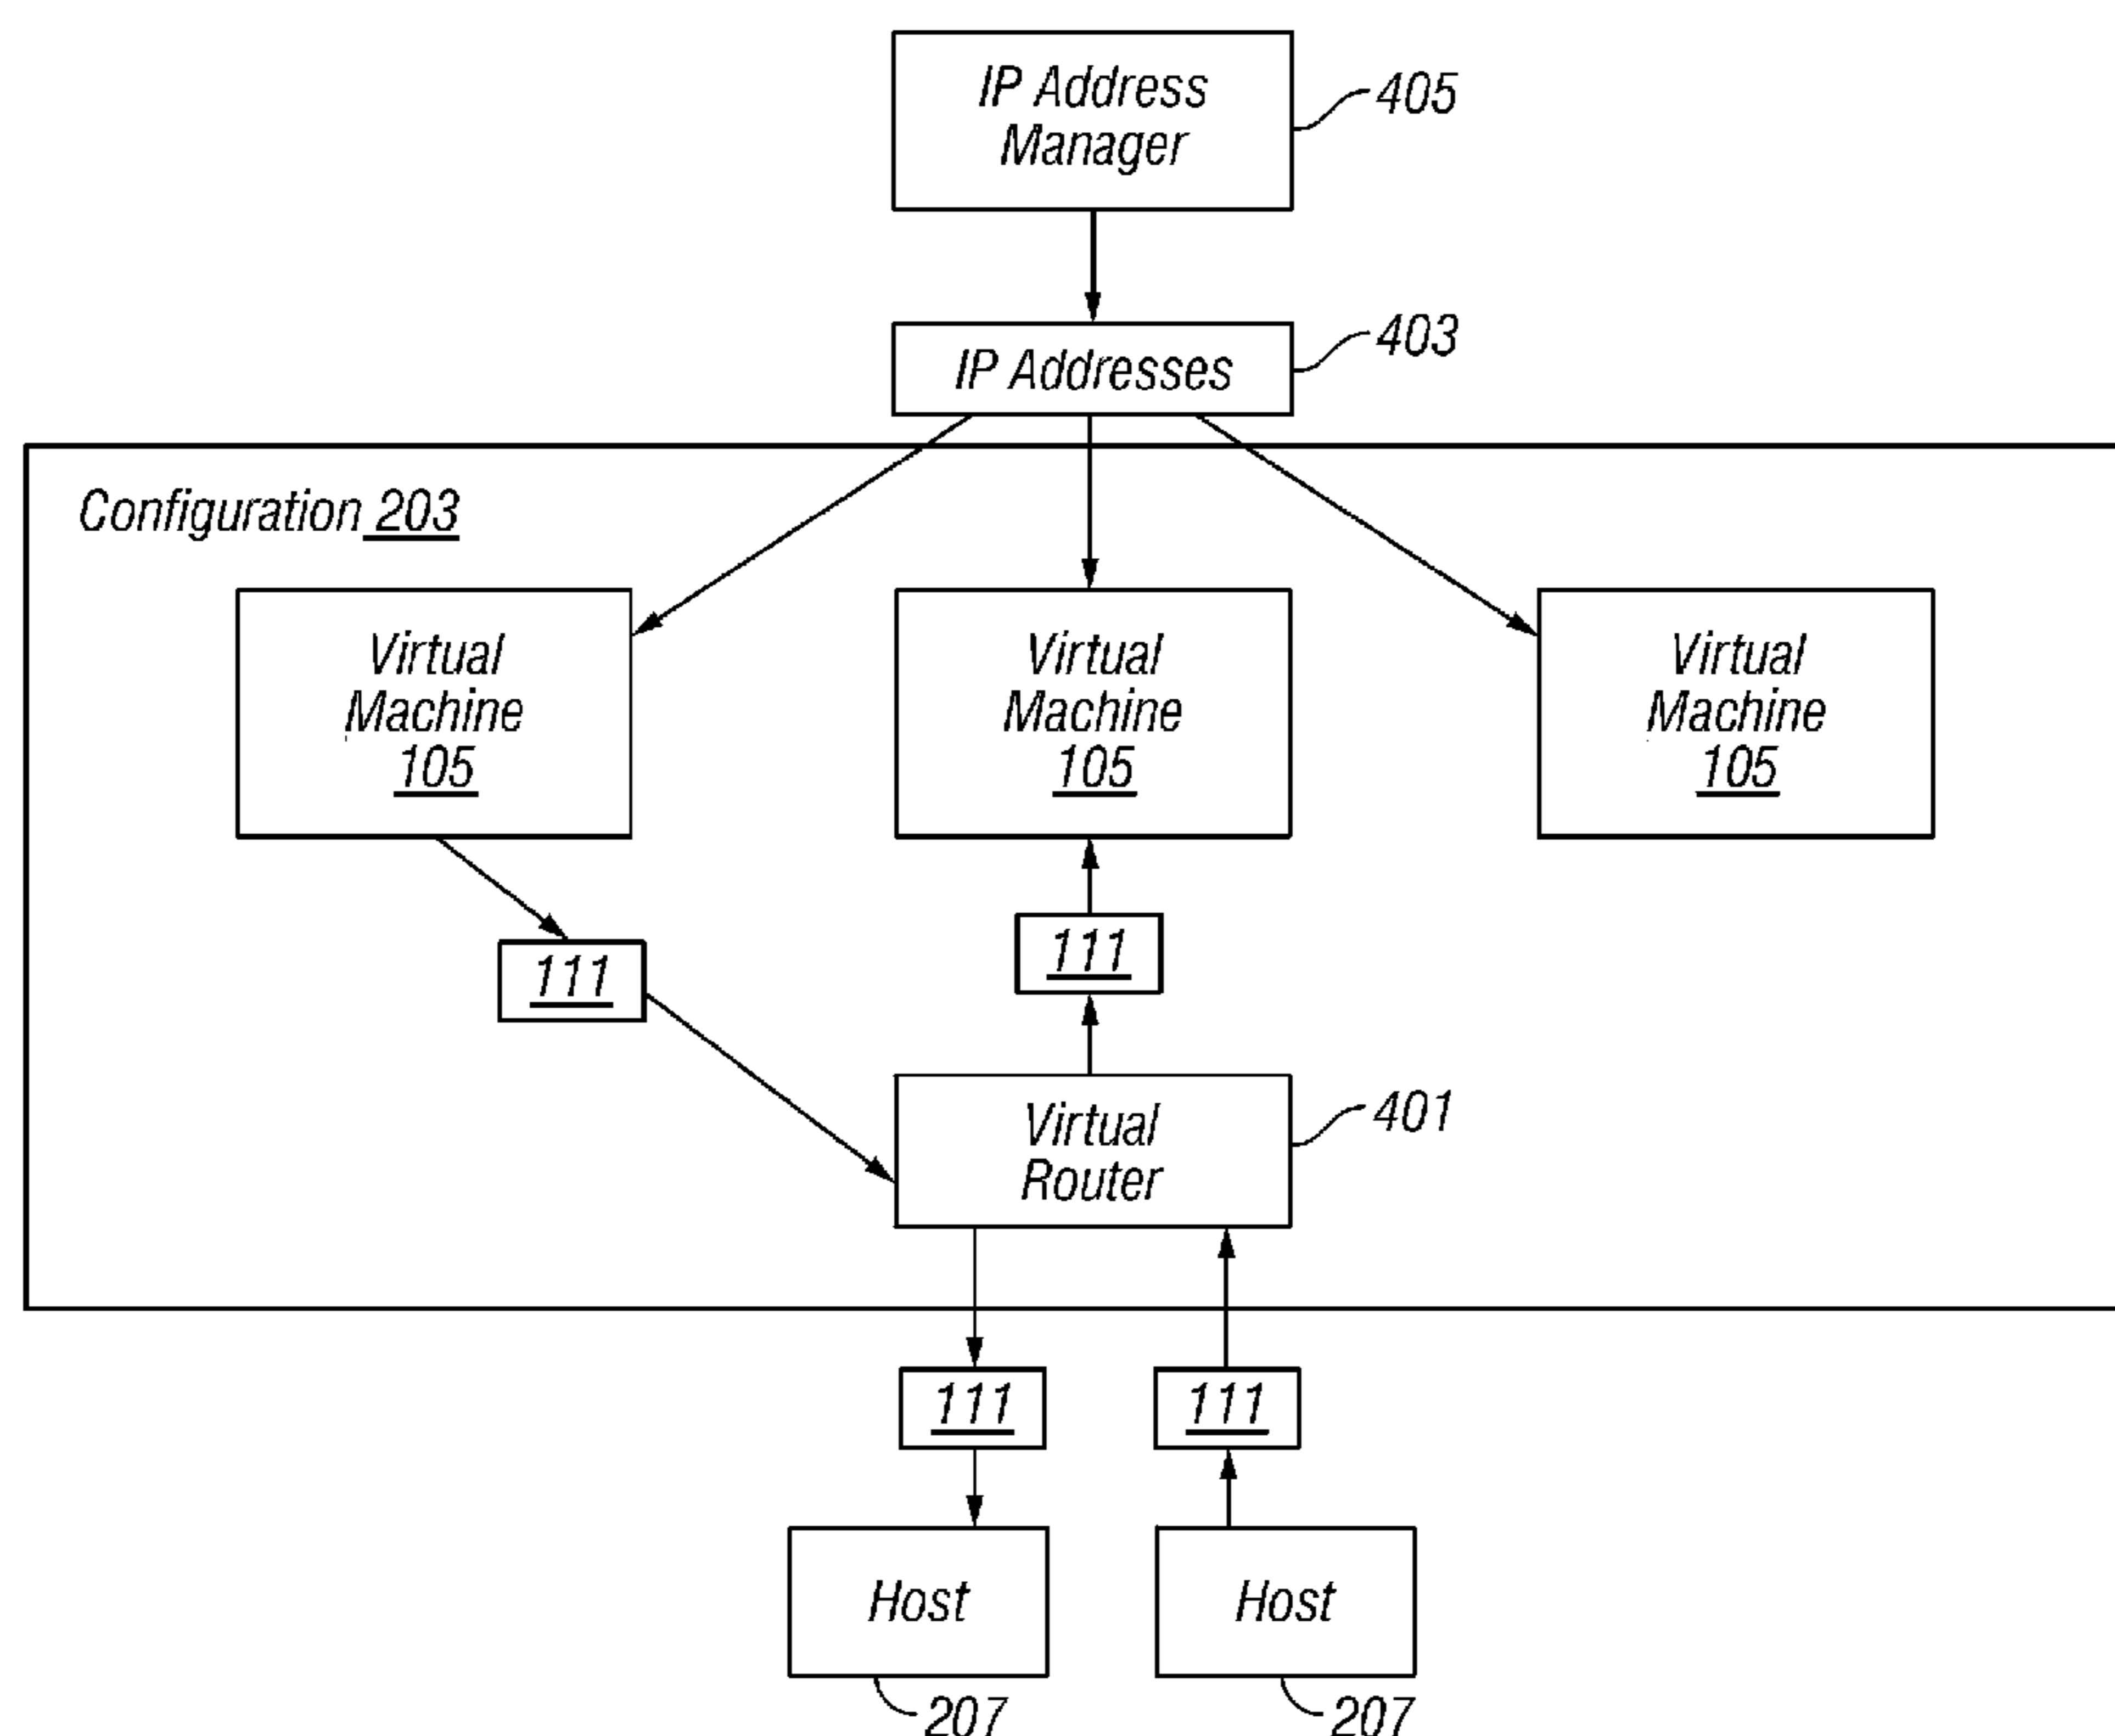 IP Address
Manager
405
IP Addresses
403
Configuration 203
Virtual
Machine
105
Virtual
Machine
105
Virtual
Machine
105
111
111
Virtual
Router
401
111
111
Host
Host
207
207